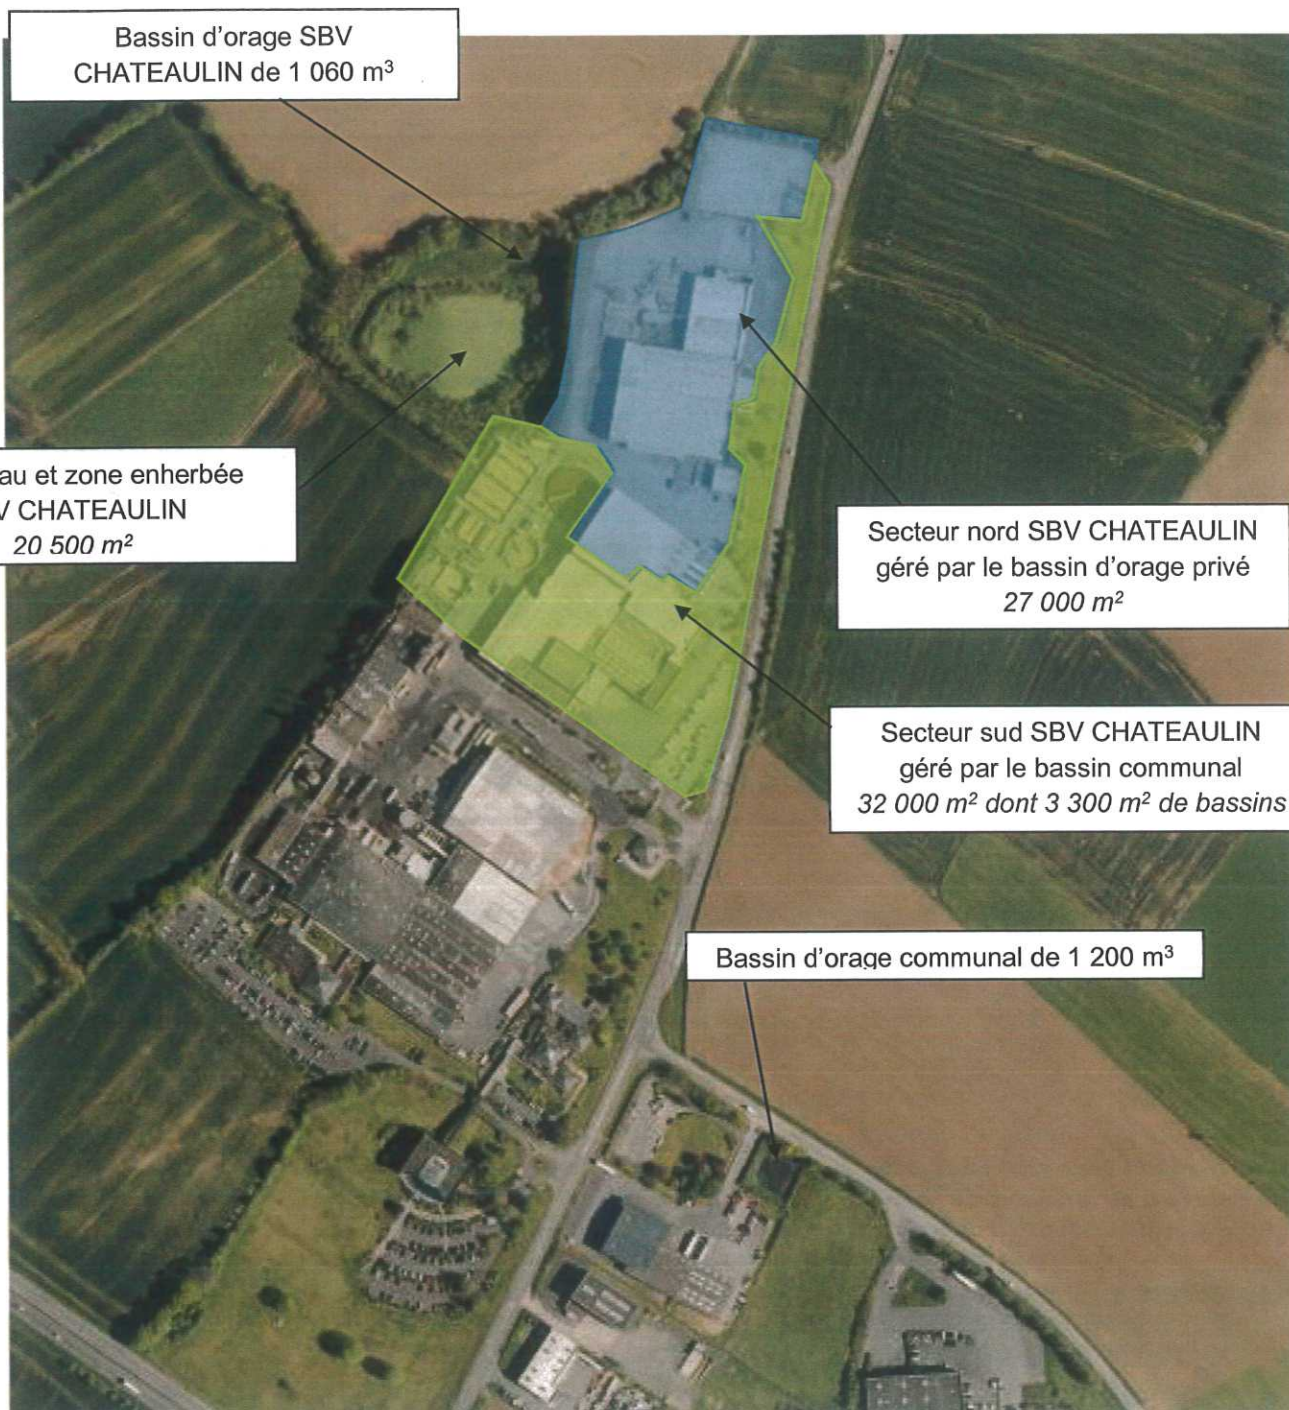 Bassin d'orage SBV
CHATEAULIN de 1 060 m³
au et zone enherbée
V CHATEAULIN
20 500 m²
Secteur nord SBV CHATEAULIN
géré par le bassin d'orage privé
27 000 m²
Secteur sud SBV CHATEAULIN
géré par le bassin communal
32 000 m² dont 3 300 m² de bassins
Bassin d'orage communal de 1 200 m³